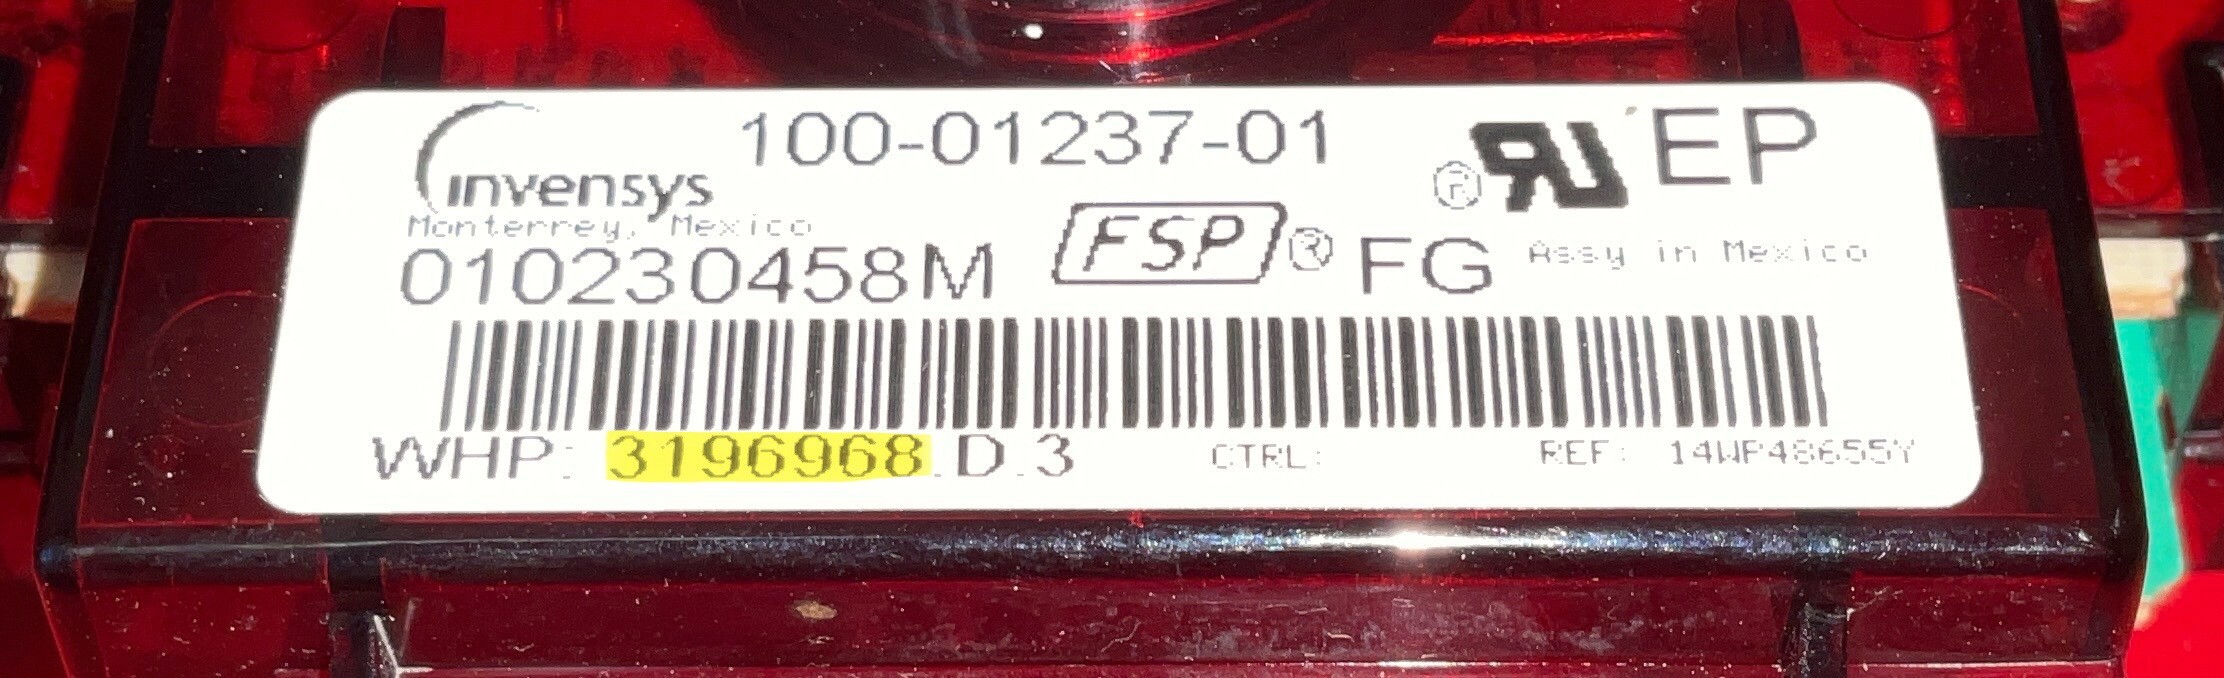 invensys 100-01237-01 ® RU EP
Monterrey, Mexico
010230458M FSP® FG Assy in Mexico
WHP: 3196968.D.3 CTRL: REF: 14WP48655Y